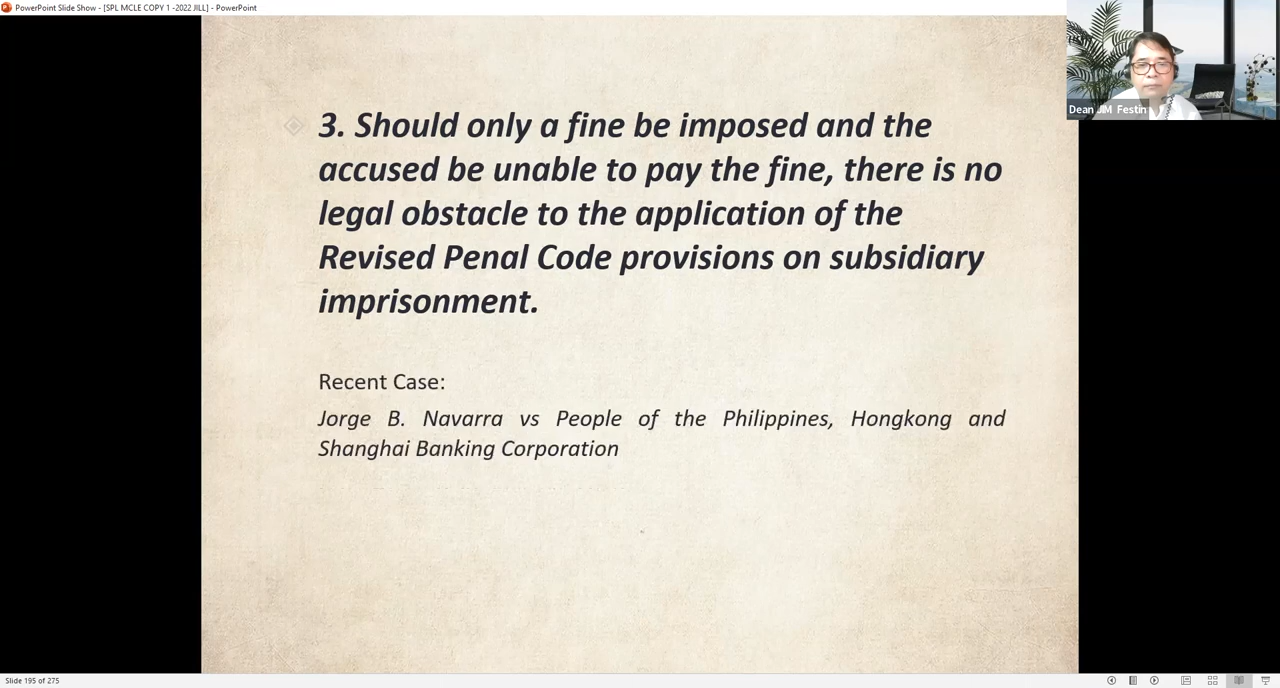 PowerPoint Slide Show - [SPL MCLE COPY 1 -2022 JILL] - PowerPoint
Dean JIM Festin
3. Should only a fine be imposed and the
accused be unable to pay the fine, there is no
legal obstacle to the application of the
Revised Penal Code provisions on subsidiary
imprisonment.
Recent Case:
Jorge B. Navarra vs People of the Philippines, Hongkong and
Shanghai Banking Corporation
Slide 195 of 275